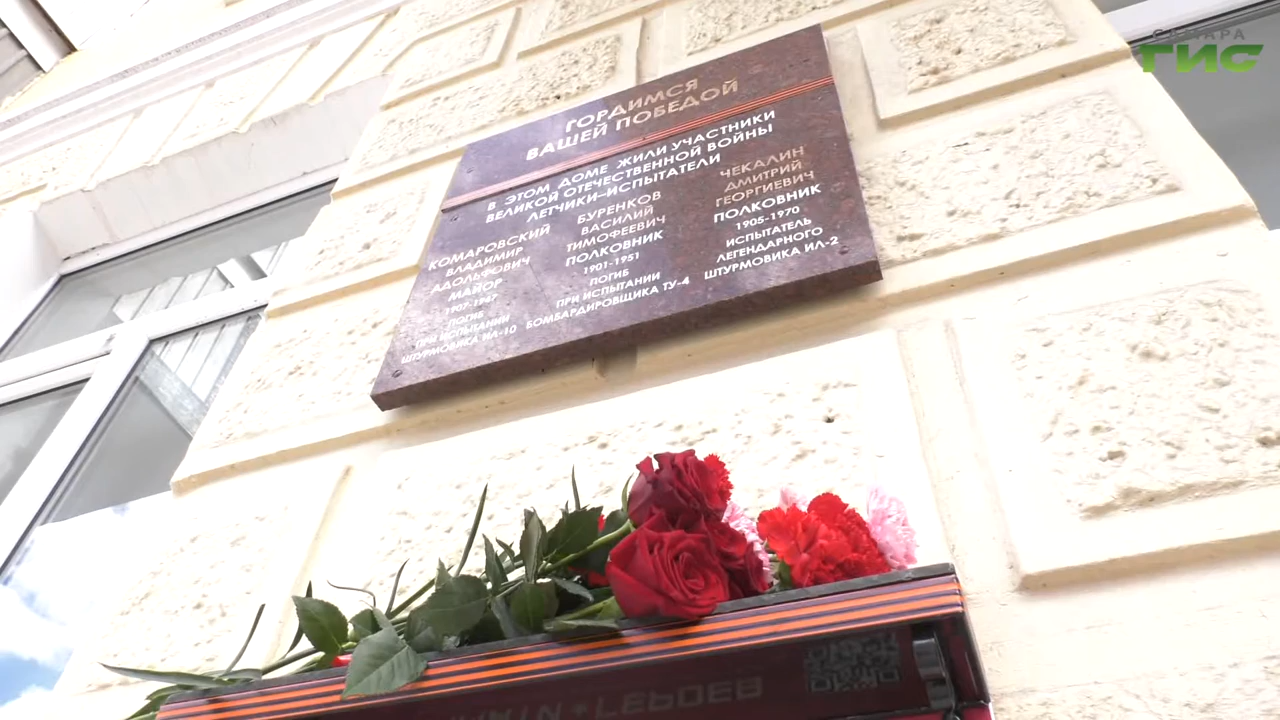 САМАРА
ГИС
ГОРДИМСЯ
ВАШЕЙ ПОБЕДОЙ
В ЭТОМ ДОМЕ ЖИЛИ УЧАСТНИКИ
ВЕЛИКОЙ ОТЕЧЕСТВЕННОЙ ВОЙНЫ
ЛЕТЧИКИ-ИСПЫТАТЕЛИ
КОМАРОВСКИЙ
ВЛАДИМИР
АДОЛЬФОВИЧ
МАЙОР
1907-1947
ПОГИБ
ПРИ ИСПЫТАНИИ
ШТУРМОВИКА ИЛ-10
БУРЕНКОВ
ВАСИЛИЙ
ТИМОФЕЕВИЧ
ПОЛКОВНИК
1901-1951
ПОГИБ
ПРИ ИСПЫТАНИИ
БОМБАРДИРОВЩИКА ТУ-4
ЧЕКАЛИН
ДМИТРИЙ
ГЕОРГИЕВИЧ
ПОЛКОВНИК
1905-1970
ИСПЫТАТЕЛЬ
ЛЕГЕНДАРНОГО
ШТУРМОВИКА ИЛ-2